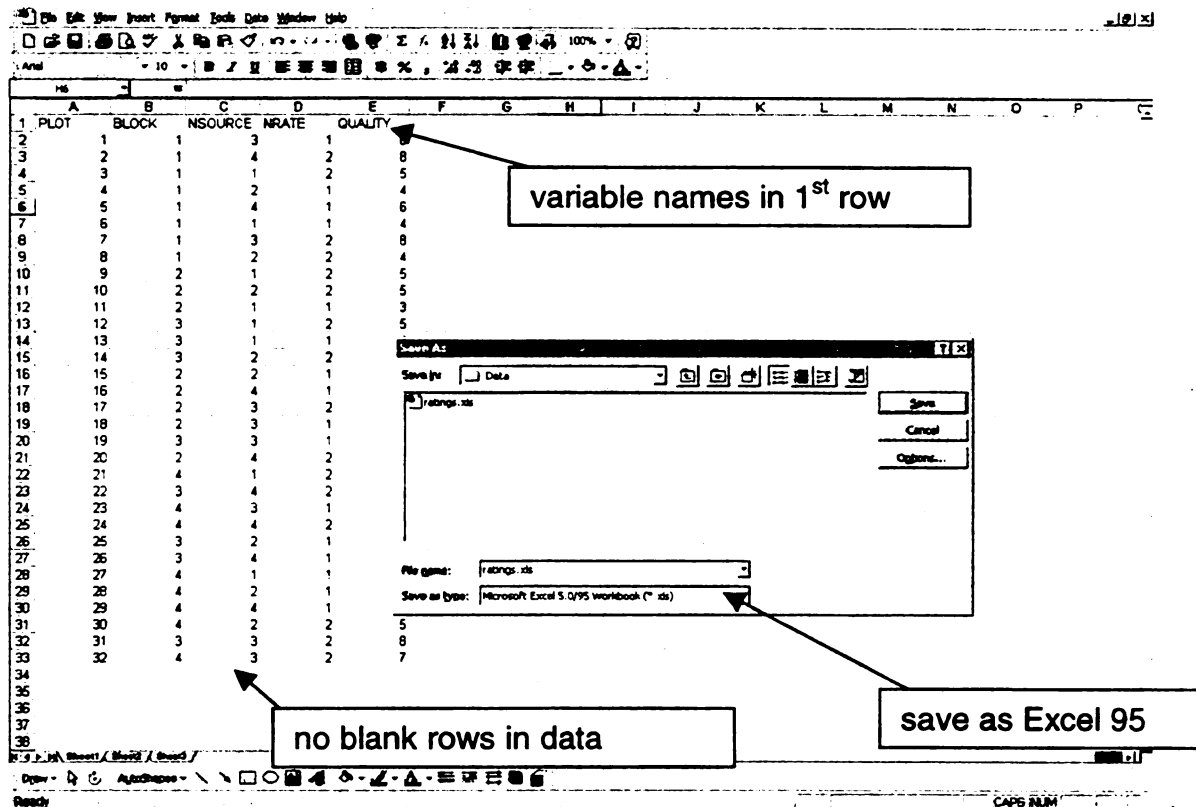 File Edit View Insert Format Tools Data Window Help
100%
Arial 10 B I U
H6 =
A B C D E F G H I J K L M N O P
1 PLOT BLOCK NSOURCE NRATE QUALITY
2 1 1 3 1
3 2 1 4 2 8
4 3 1 1 2 5
5 4 1 2 1 4
6 5 1 4 1 6
7 6 1 1 1 4
8 7 1 3 2 8
9 8 1 2 2 4
10 9 2 1 2 5
11 10 2 2 2 5
12 11 2 1 1 3
13 12 3 1 2 5
14 13 3 1 1
15 14 3 2 2
16 15 2 2 1
17 16 2 4 1
18 17 2 3 2
19 18 2 3 1
20 19 3 3 1
21 20 2 4 2
22 21 4 1 2
23 22 3 4 2
24 23 4 3 1
25 24 4 4 2
26 25 3 2 1
27 26 3 4 1
28 27 4 1 1
29 28 4 2 1
30 29 4 4 1
31 30 4 2 2 5
32 31 3 3 2 8
33 32 4 3 2 7
34
35
36
37
38
variable names in 1st row
Save As
Save in: Data
ratings.xls
Save
Cancel
Options...
File name: ratings.xls
Save as type: Microsoft Excel 5.0/95 Workbook (*.xls)
save as Excel 95
no blank rows in data
Sheet1 Sheet2 Sheet3
Draw AutoShapes
Ready CAPS NUM